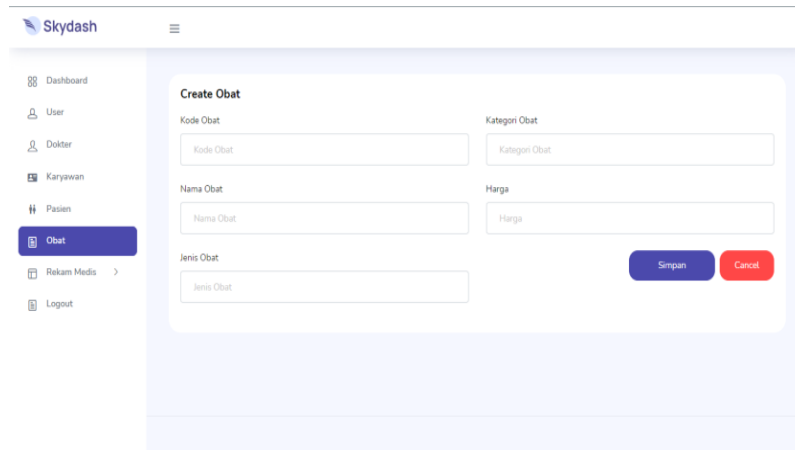 Skydash
Dashboard
User
Dokter
Karyawan
Pasien
Obat
Rekam Medis
Logout
Create Obat
Kode Obat
Kode Obat
Nama Obat
Nama Obat
Jenis Obat
Jenis Obat
Kategori Obat
Kategori Obat
Harga
Harga
Simpan
Cancel